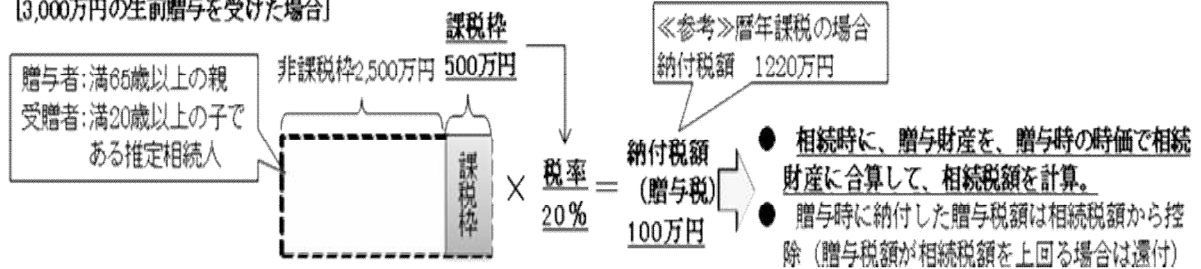 [3,000万円の生前贈与を受けた場合]
贈与者:満65歳以上の親
受贈者:満20歳以上の子で
ある推定相続人
非課税枠2,500万円
課税枠
500万円
≪参考≫暦年課税の場合
納付税額 1220万円
課税枠
×
税率
20%
=
納付税額
(贈与税)
100万円
● 相続時に、贈与財産を、贈与時の時価で相続
財産に合算して、相続税額を計算。
● 贈与時に納付した贈与税額は相続税額から控
除(贈与税額が相続税額を上回る場合は還付)